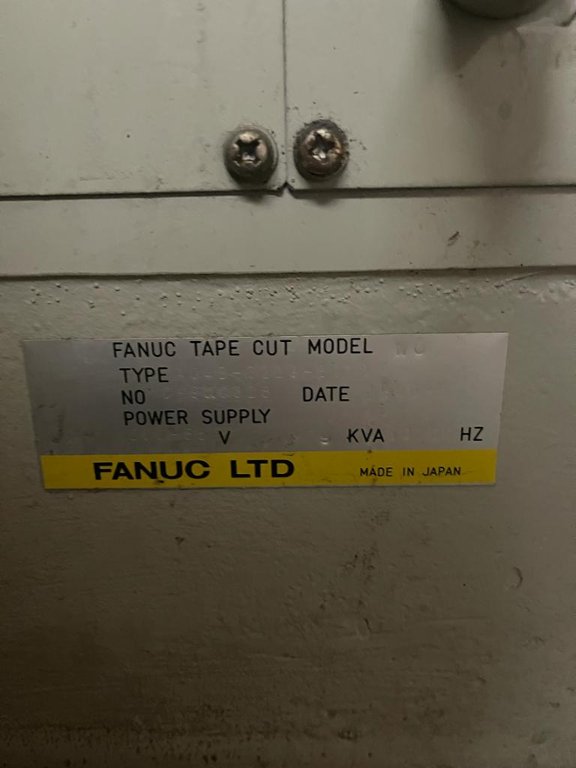 FANUC TAPE CUT MODEL
TYPE
NO DATE
POWER SUPPLY
V KVA HZ
FANUC LTD MADE IN JAPAN